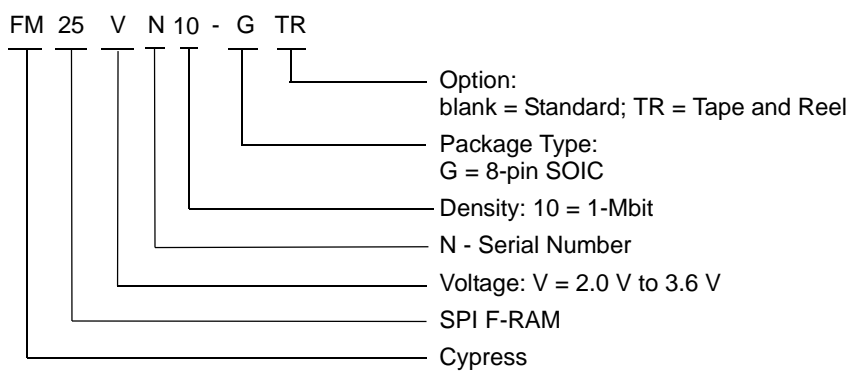 FM 25 V N 10 - G TR
Option:
blank = Standard; TR = Tape and Reel
Package Type:
G = 8-pin SOIC
Density: 10 = 1-Mbit
N - Serial Number
Voltage: V = 2.0 V to 3.6 V
SPI F-RAM
Cypress